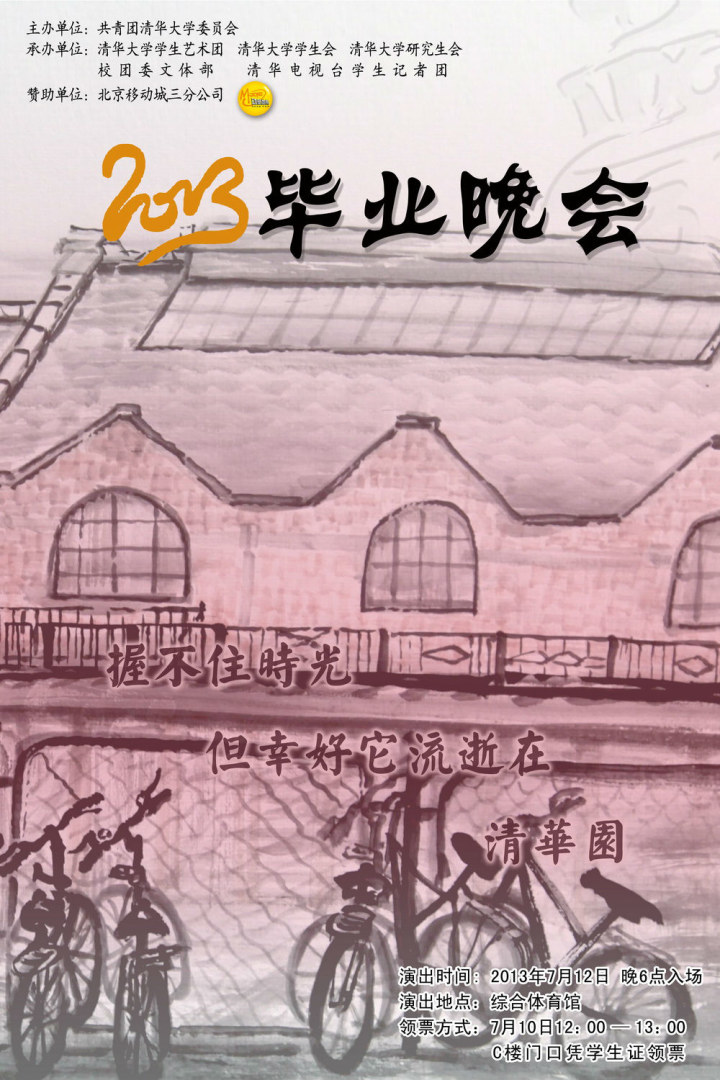 主办单位：共青团清华大学委员会
承办单位：清华大学学生艺术团 清华大学学生会 清华大学研究生会
校团委文体部 清华电视台学生记者团
赞助单位：北京移动城三分公司
2013毕业晚会
握不住時光
但幸好它流逝在
清華園
演出时间：2013年7月12日 晚6点入场
演出地点：综合体育馆
领票方式：7月10日12：00—13：00
C楼门口凭学生证领票